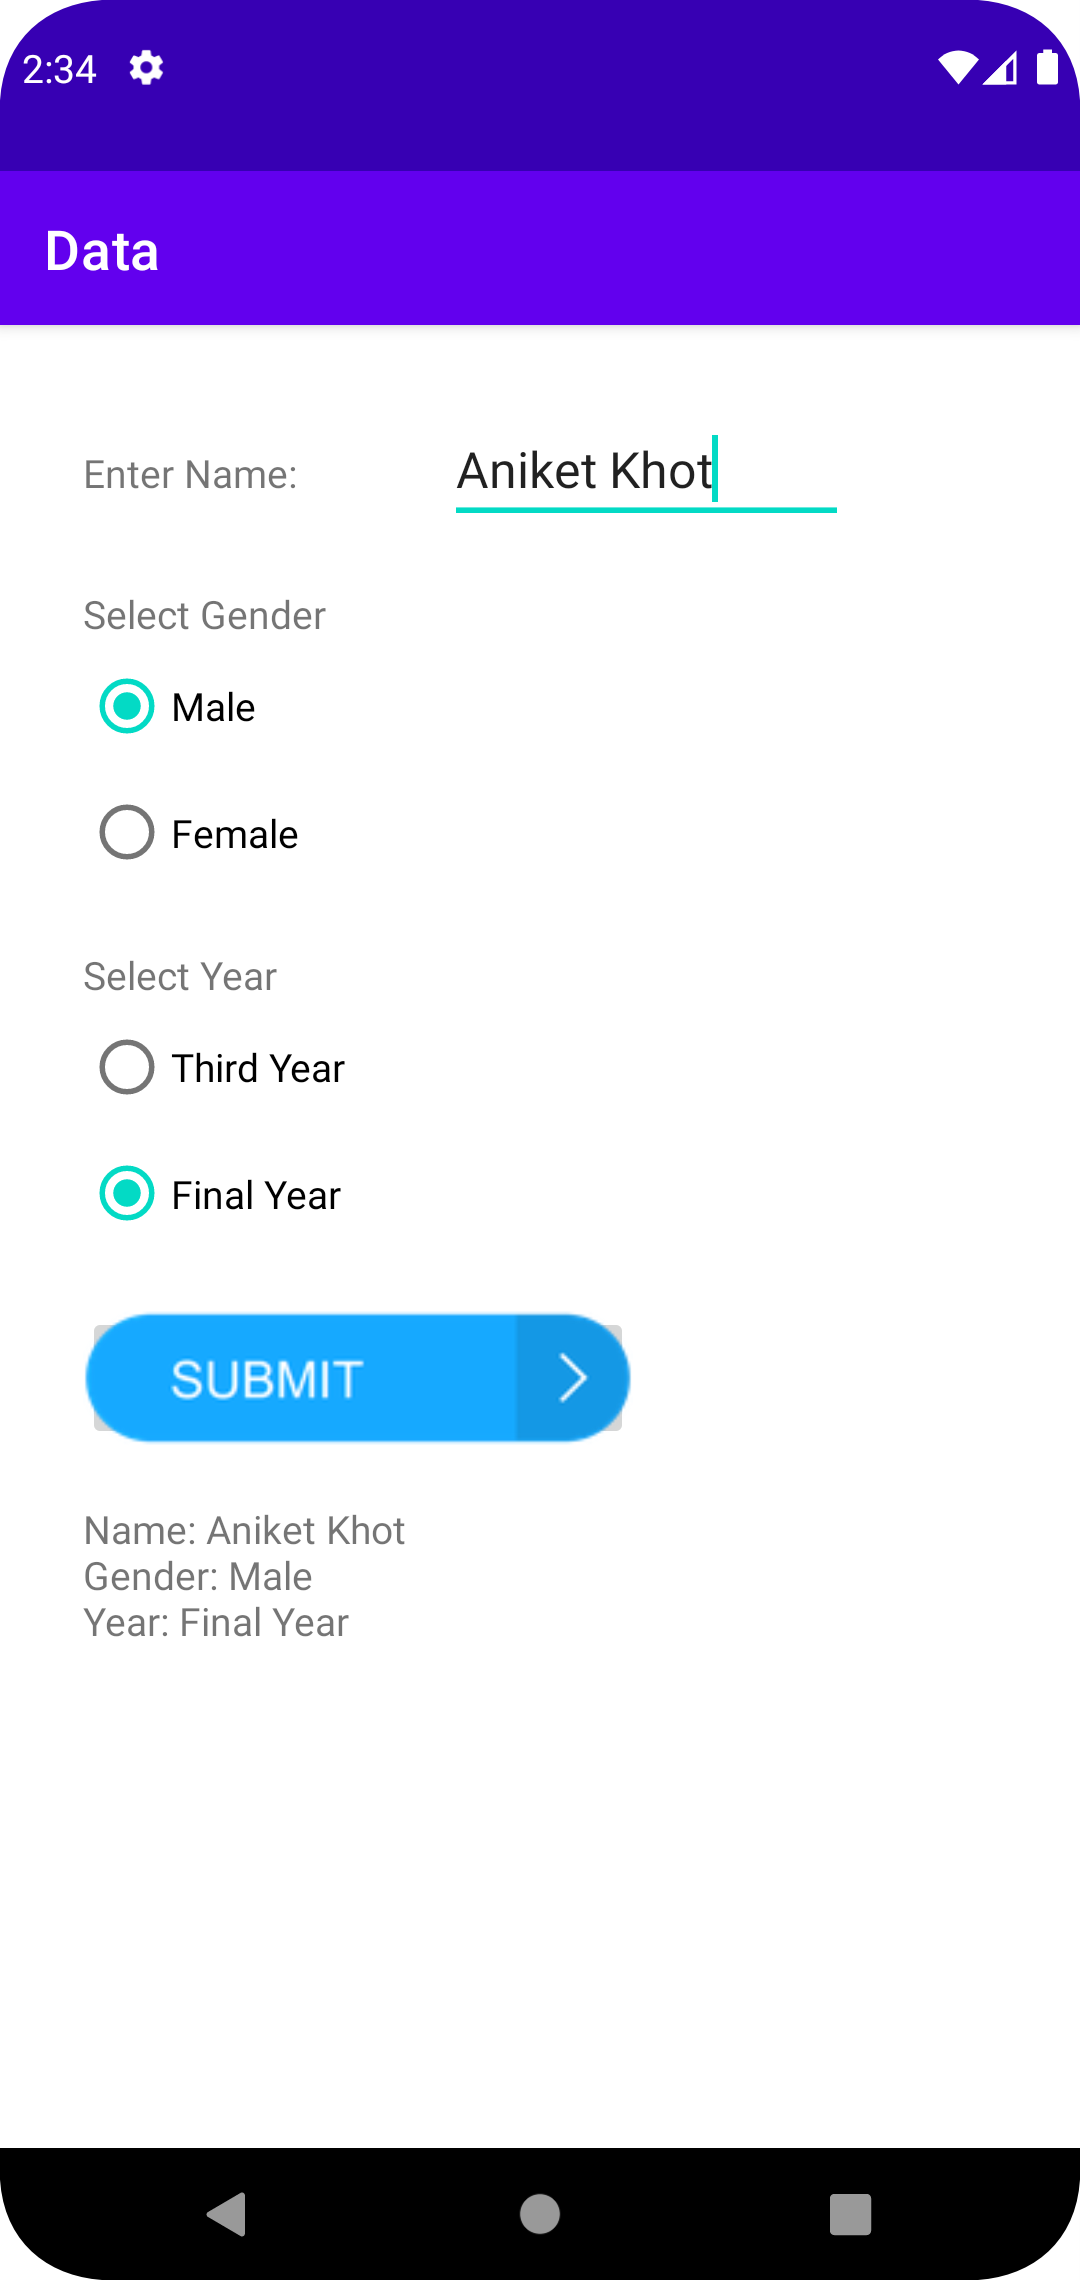 2:34
Data
Enter Name: Aniket Khot
Select Gender
Male
Female
Select Year
Third Year
Final Year
SUBMIT
Name: Aniket Khot
Gender: Male
Year: Final Year